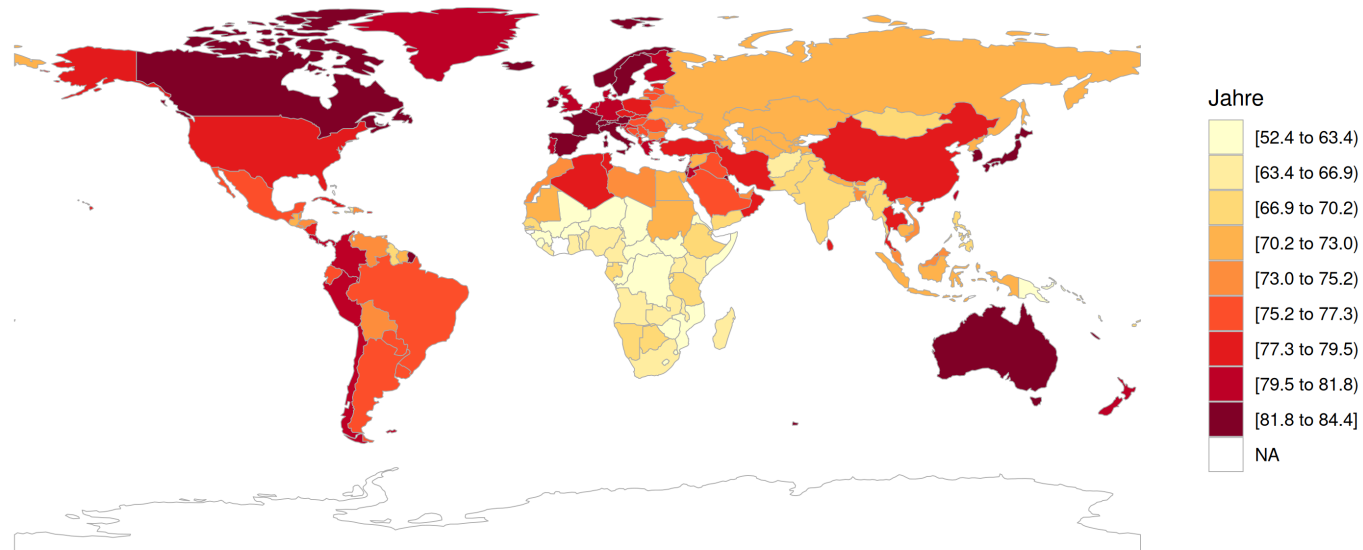 Jahre
[52.4 to 63.4)
[63.4 to 66.9)
[66.9 to 70.2)
[70.2 to 73.0)
[73.0 to 75.2)
[75.2 to 77.3)
[77.3 to 79.5)
[79.5 to 81.8)
[81.8 to 84.4]
NA